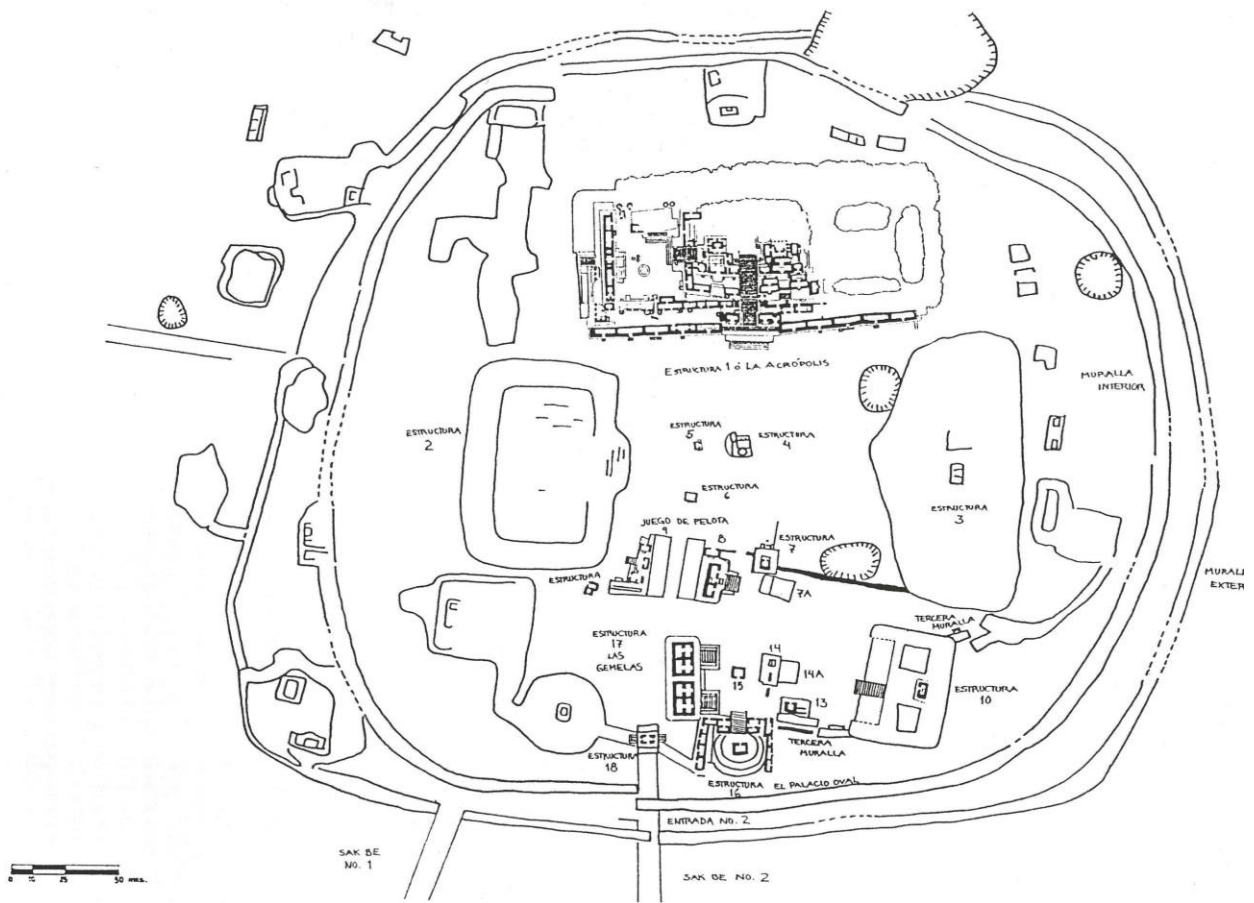 ESTRUCTURA 1 ó LA ACRÓPOLIS
MURALLA
INTERIOR
ESTRUCTURA
2
ESTRUCTURA
5
ESTRUCTURA
4
ESTRUCTURA
6
ESTRUCTURA
3
JUEGO DE PELOTA
9
8
ESTRUCTURA
7
7A
ESTRUCTURA
MURALLA
EXTER
TERCERA
MURALLA
ESTRUCTURA
17
LAS
GEMELAS
14
14A
15
13
ESTRUCTURA
10
TERCERA
MURALLA
ESTRUCTURA
18
ESTRUCTURA
16
EL PALACIO OVAL
ENTRADA NO. 2
SAK BE
NO. 1
SAK BE NO. 2
0 25 50 MTS.